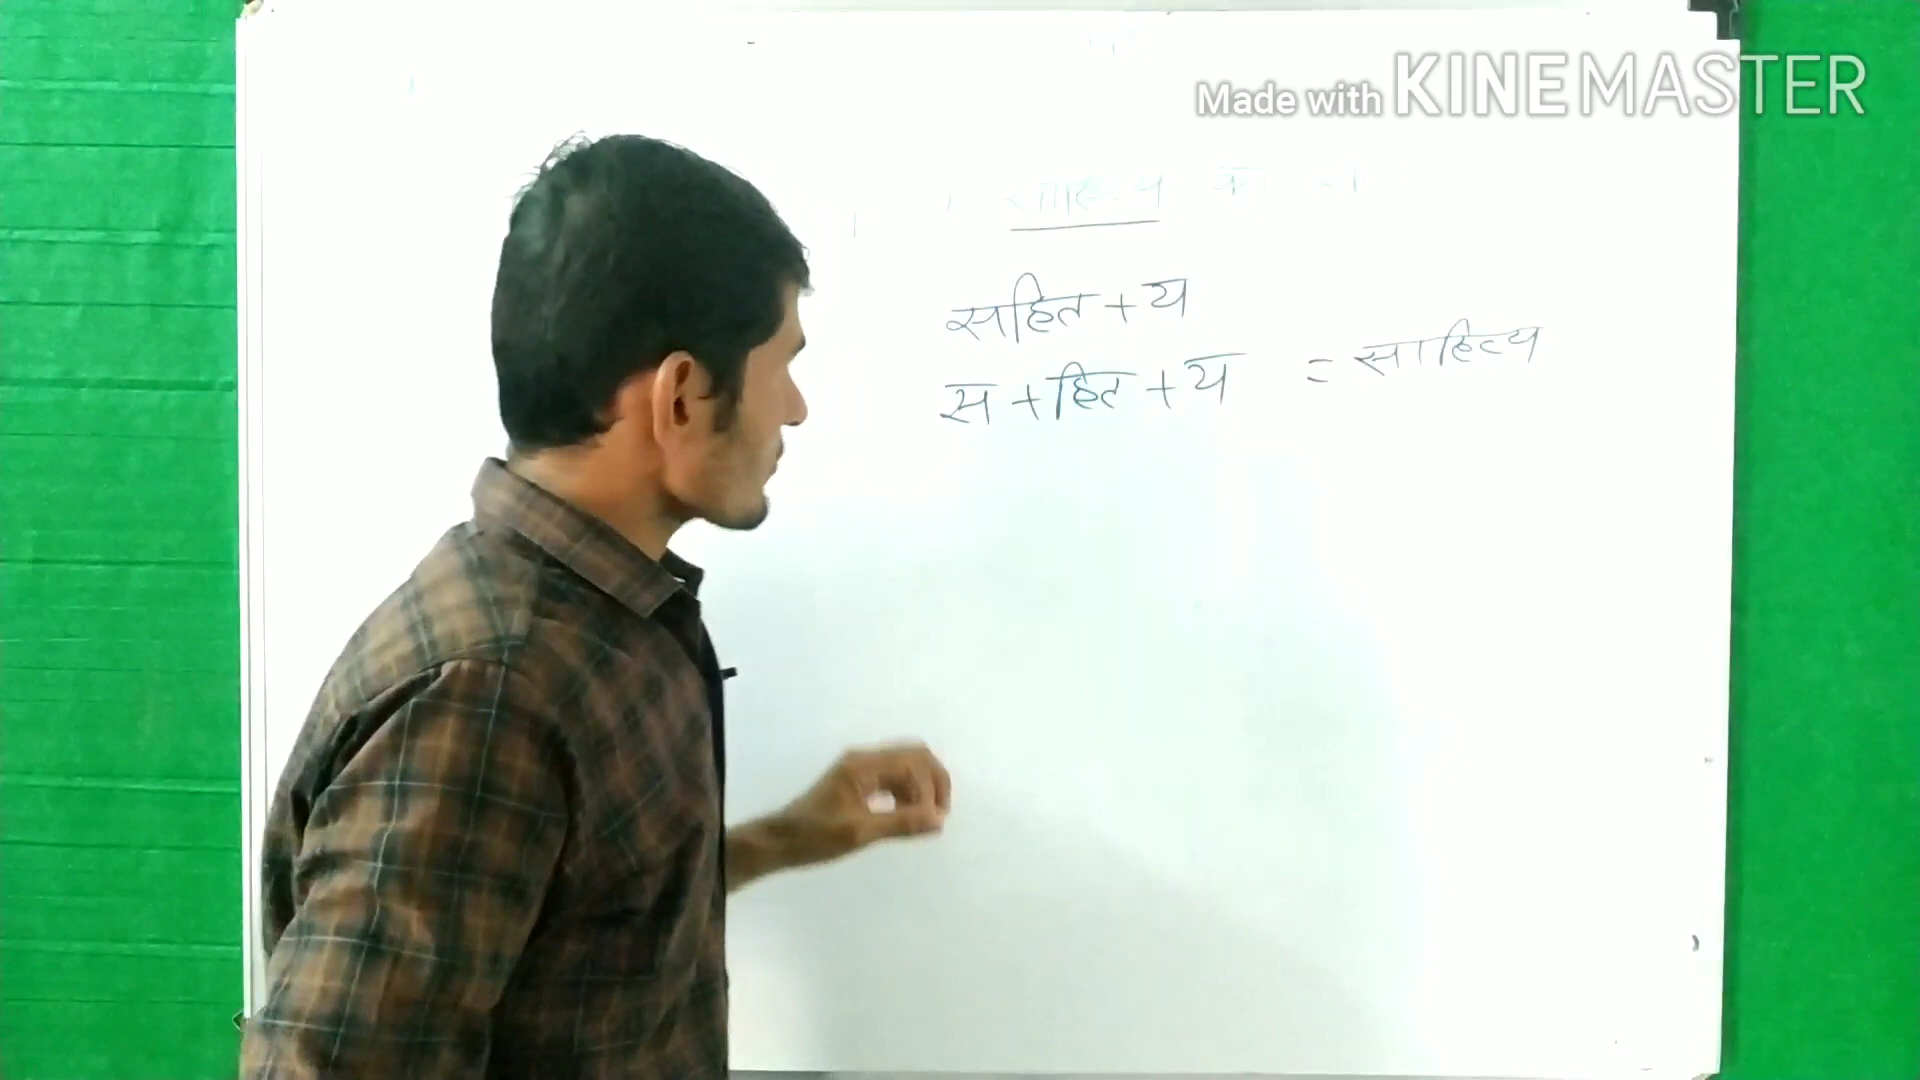 Made with KINEMASTER
सहित + य
स + हित + य = साहित्य